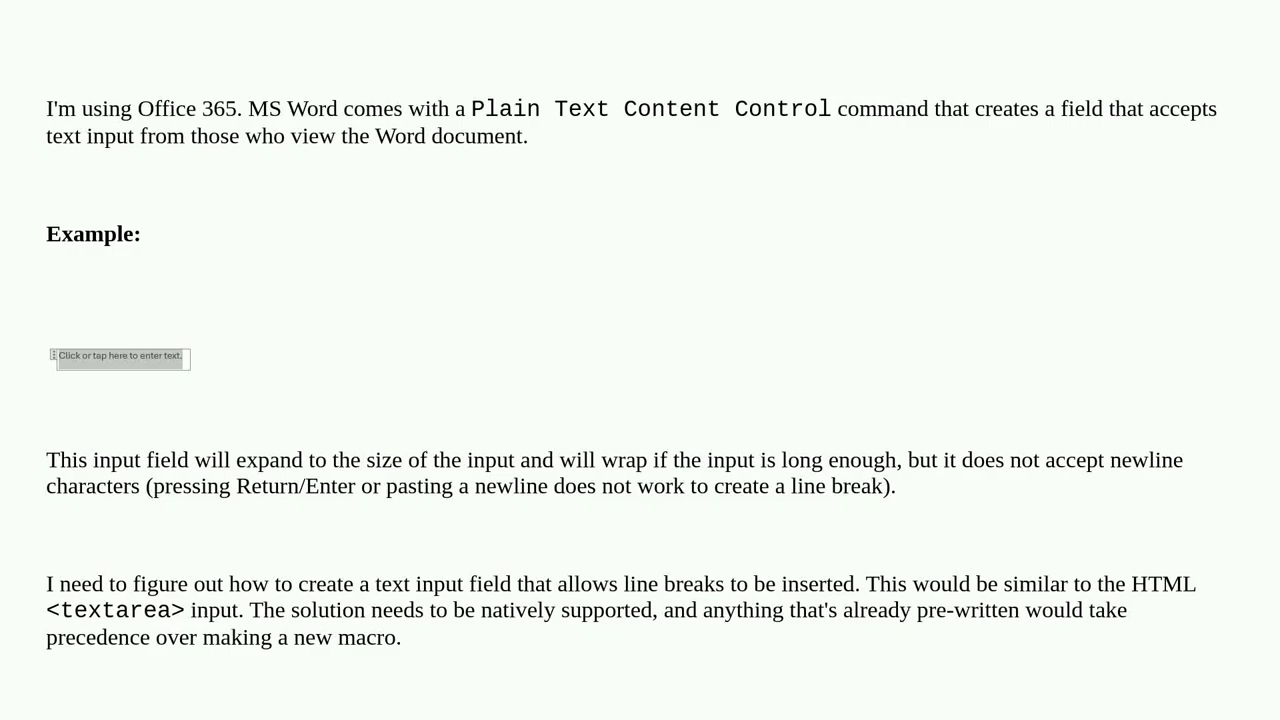 I'm using Office 365. MS Word comes with a Plain Text Content Control command that creates a field that accepts
text input from those who view the Word document.
Example:
Click or tap here to enter text.
This input field will expand to the size of the input and will wrap if the input is long enough, but it does not accept newline
characters (pressing Return/Enter or pasting a newline does not work to create a line break).
I need to figure out how to create a text input field that allows line breaks to be inserted. This would be similar to the HTML
<textarea> input. The solution needs to be natively supported, and anything that's already pre-written would take
precedence over making a new macro.